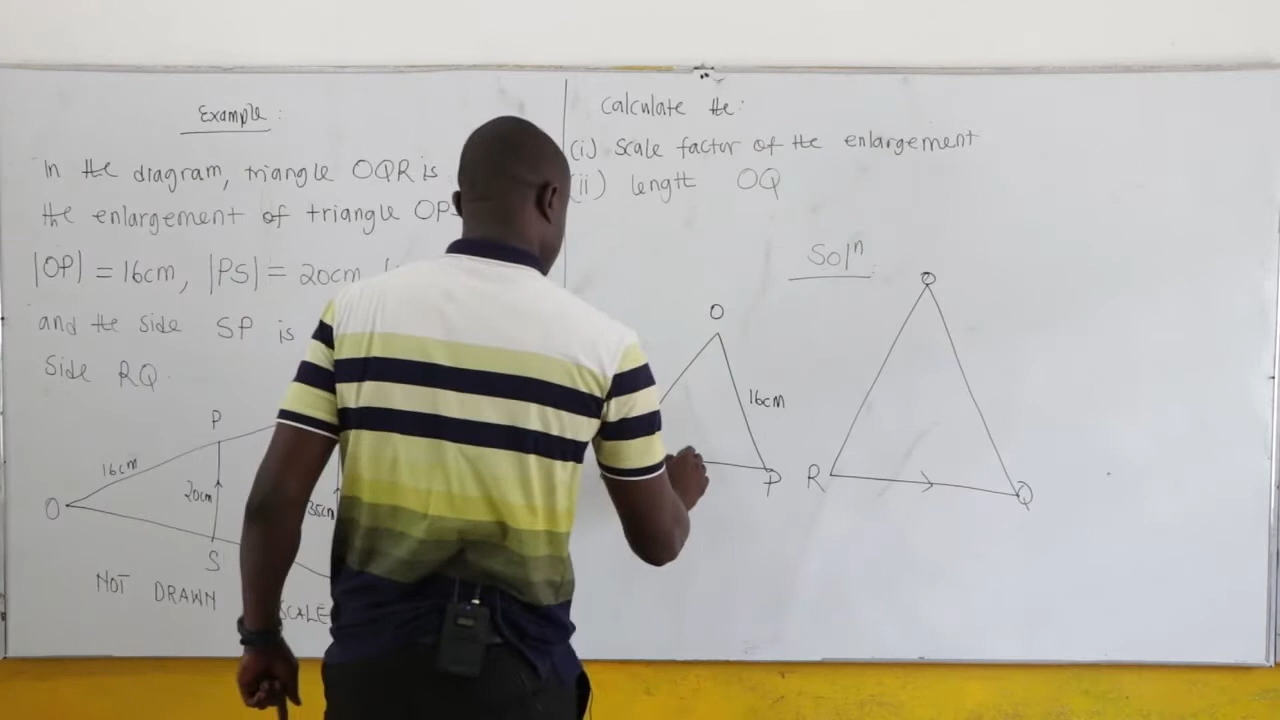 Example:
In the diagram, triangle OQR is
the enlargement of triangle OPS
|OP| = 16cm, |PS| = 20cm
and the side SP is
Side RQ.
P
16cm
20cm
35cm
O
S
NOT DRAWN SCALE
Calculate the:
(i) Scale factor of the enlargement
(ii) length OQ
Solⁿ
O
16cm
P
R
Q